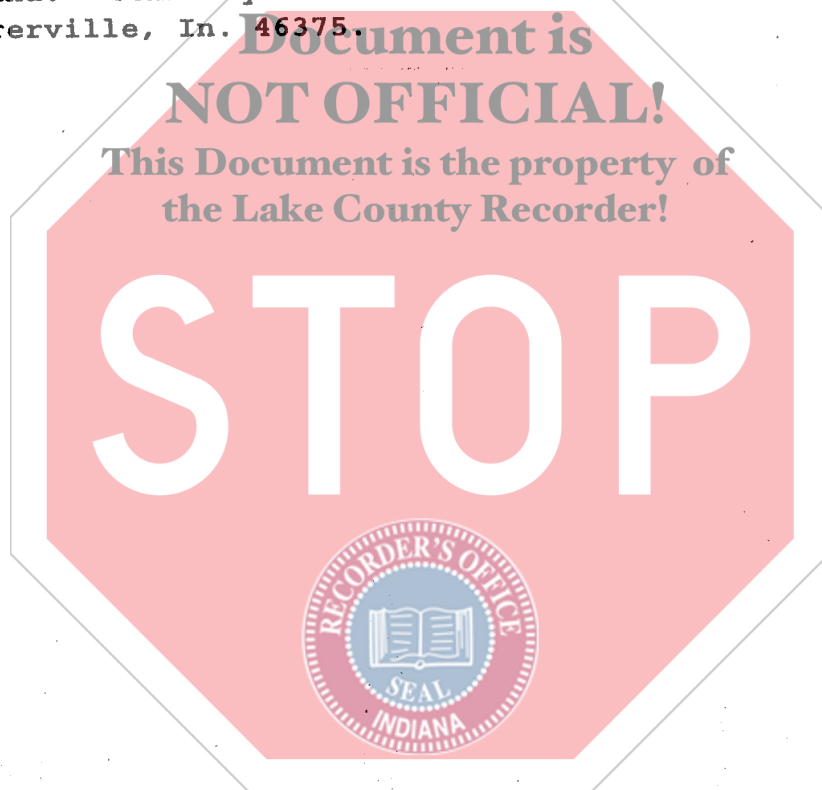 rerville, In. 46375.
Document is
NOT OFFICIAL!
This Document is the property of
the Lake County Recorder!
STOP
RECORDER'S OFFICE
SEAL
INDIANA